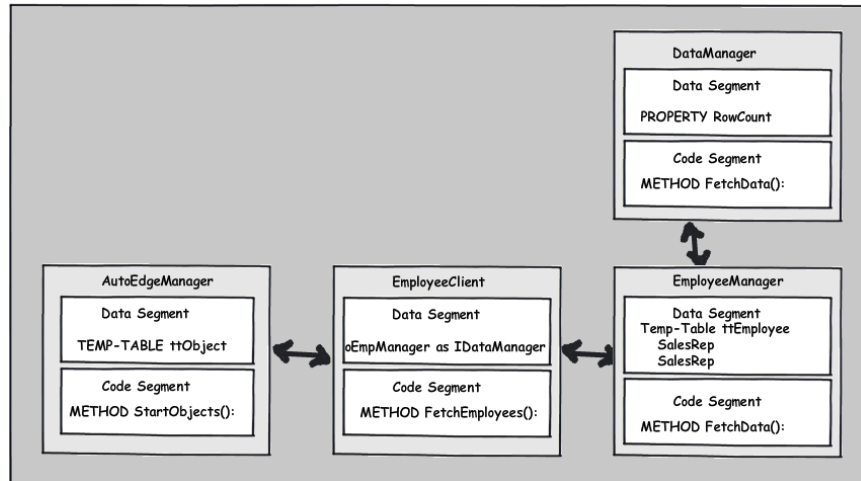 DataManager
Data Segment
PROPERTY RowCount
Code Segment
METHOD FetchData():
AutoEdgeManager
Data Segment
TEMP-TABLE ttObject
Code Segment
METHOD StartObjects():
EmployeeClient
Data Segment
oEmpManager as IDataManager
Code Segment
METHOD FetchEmployees():
EmployeeManager
Data Segment
Temp-Table ttEmployee
SalesRep
SalesRep
Code Segment
METHOD FetchData():